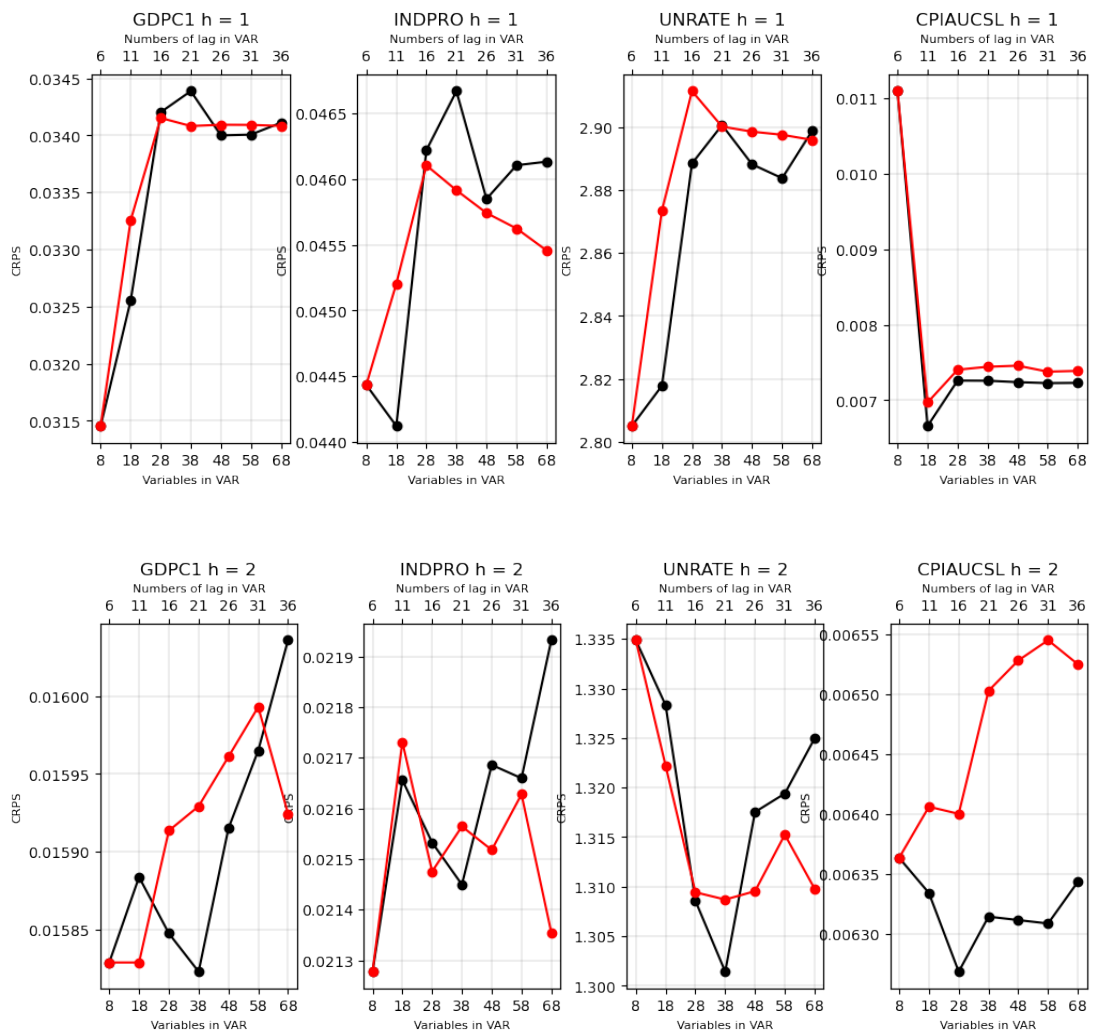 GDPC1 h = 1
Numbers of lag in VAR
6 11 16 21 26 31 36
0.0345
0.0340
0.0335
0.0330
0.0325
0.0320
0.0315
CRPS
8 18 28 38 48 58 68
Variables in VAR
INDPRO h = 1
Numbers of lag in VAR
6 11 16 21 26 31 36
0.0465
0.0460
0.0455
0.0450
0.0445
0.0440
CRPS
8 18 28 38 48 58 68
Variables in VAR
UNRATE h = 1
Numbers of lag in VAR
6 11 16 21 26 31 36
2.90
2.88
2.86
2.84
2.82
2.80
CRPS
8 18 28 38 48 58 68
Variables in VAR
CPIAUCSL h = 1
Numbers of lag in VAR
6 11 16 21 26 31 36
0.011
0.010
0.009
0.008
0.007
CRPS
8 18 28 38 48 58 68
Variables in VAR
GDPC1 h = 2
Numbers of lag in VAR
6 11 16 21 26 31 36
0.01600
0.01595
0.01590
0.01585
CRPS
8 18 28 38 48 58 68
Variables in VAR
INDPRO h = 2
Numbers of lag in VAR
6 11 16 21 26 31 36
0.0219
0.0218
0.0217
0.0216
0.0215
0.0214
0.0213
CRPS
8 18 28 38 48 58 68
Variables in VAR
UNRATE h = 2
Numbers of lag in VAR
6 11 16 21 26 31 36
1.335
1.330
1.325
1.320
1.315
1.310
1.305
1.300
8 18 28 38 48 58 68
Variables in VAR
CPIAUCSL h = 2
Numbers of lag in VAR
6 11 16 21 26 31 36
0.00655
0.00650
0.00645
0.00640
0.00635
0.00630
8 18 28 38 48 58 68
Variables in VAR